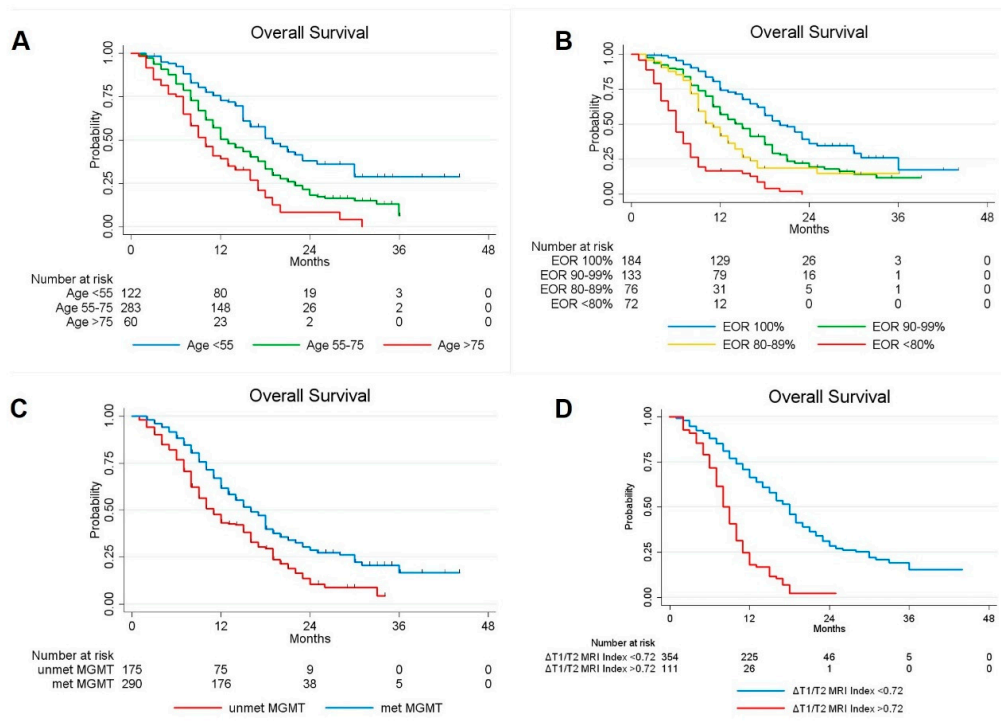 A
Overall Survival
Probability
1.00
0.75
0.50
0.25
0.00
0 12 24 36 48
Months
Number at risk
Age <55 122 80 19 3 0
Age 55-75 283 148 26 2 0
Age >75 60 23 2 0 0
Age <55 Age 55-75 Age >75
B
Overall Survival
Probability
1.00
0.75
0.50
0.25
0.00
0 12 24 36 48
Months
Number at risk
EOR 100% 184 129 26 3 0
EOR 90-99% 133 79 16 1 0
EOR 80-89% 76 31 5 1 0
EOR <80% 72 12 0 0 0
EOR 100% EOR 90-99%
EOR 80-89% EOR <80%
C
Overall Survival
Probability
1.00
0.75
0.50
0.25
0.00
0 12 24 36 48
Months
Number at risk
unmet MGMT 175 75 9 0 0
met MGMT 290 176 38 5 0
unmet MGMT met MGMT
D
Overall Survival
Probability
1.00
0.75
0.50
0.25
0.00
0 12 24 36 48
Months
Number at risk
ΔT1/T2 MRI Index <0.72 354 225 46 5 0
ΔT1/T2 MRI Index >0.72 111 26 1 0 0
ΔT1/T2 MRI Index <0.72
ΔT1/T2 MRI Index >0.72